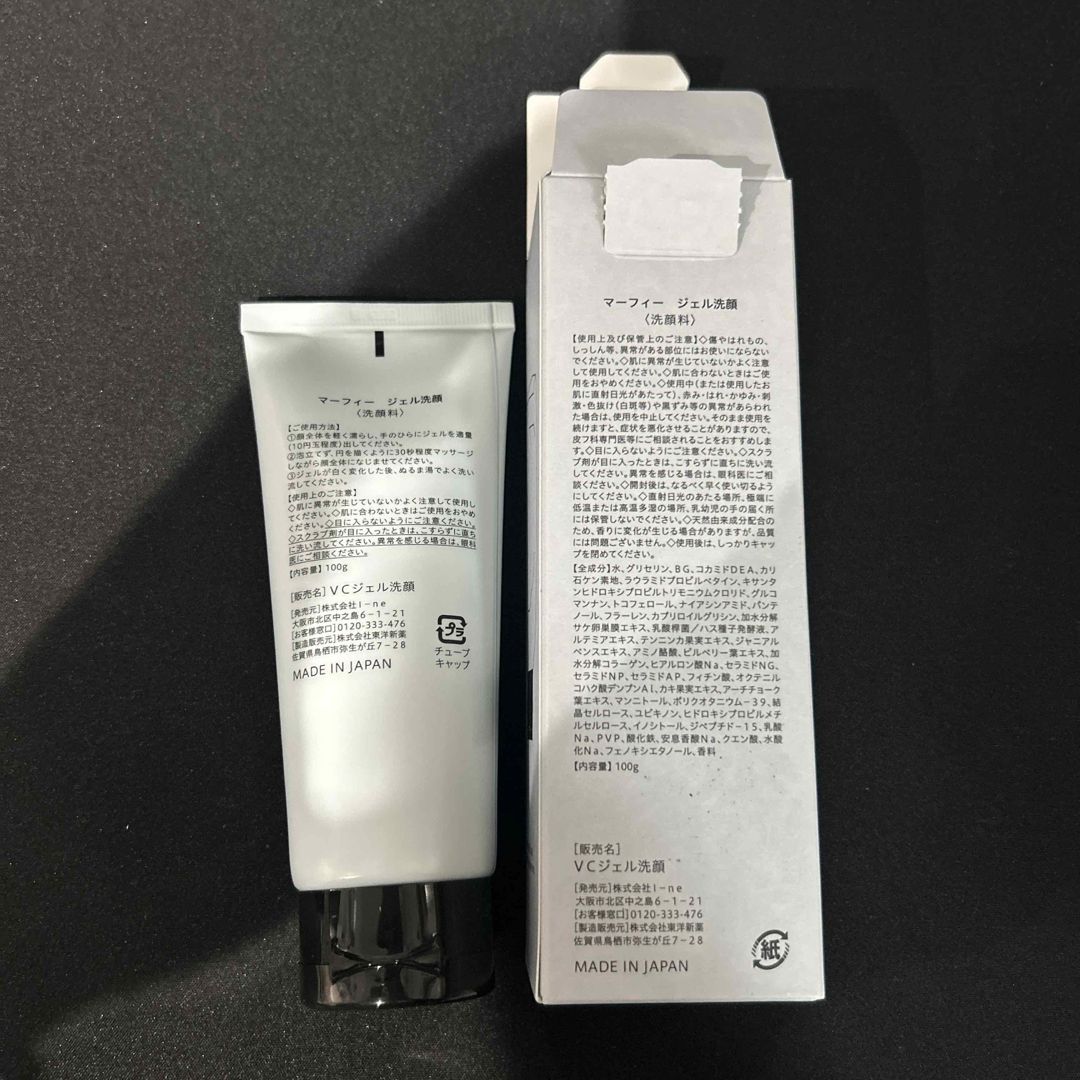 マーフィー　ジェル洗顔
〈洗顔料〉
【ご使用方法】
①顔全体を軽く濡らし、手のひらにジェルを適量
(10円玉程度)出してください。
②泡立てず、円を描くように30秒程度マッサージ
しながら顔全体になじませてください。
③ジェルが白く変化した後、ぬるま湯でよく洗い
流してください。
【使用上のご注意】
◇肌に異常が生じていないかよく注意して使用し
てください。◇肌に合わないときはご使用をおやめ
ください。◇目に入らないようにご注意ください。
◇スクラブ剤が目に入ったときは、こすらずに直ち
に洗い流してください。異常を感じる場合は、眼科
医にご相談ください。
【内容量】100g
[販売名]VCジェル洗顔
[発売元]株式会社I-ne
大阪市北区中之島6-1-21
[お客様窓口]0120-333-476
[製造販売元]株式会社東洋新薬
佐賀県鳥栖市弥生が丘7-28
MADE IN JAPAN
プラ
チューブ
キャップ
マーフィー　ジェル洗顔
〈洗顔料〉
【使用上及び保管上のご注意】◇傷やはれもの、
しっしん等、異常がある部位にはお使いにならない
でください。◇肌に異常が生じていないかよく注意
して使用してください。◇肌に合わないときはご使
用をおやめください。◇使用中(または使用したお
肌に直射日光があたって)、赤み・はれ・かゆみ・刺
激・色抜け(白斑等)や黒ずみ等の異常があらわれ
た場合は、使用を中止してください。そのまま使用を
続けますと、症状を悪化させることがありますので、
皮フ科専門医等にご相談されることをおすすめしま
す。◇目に入らないようにご注意ください。◇スクラ
ブ剤が目に入ったときは、こすらずに直ちに洗い流
してください。異常を感じる場合は、眼科医にご相
談ください。◇開封後は、なるべく早く使い切るよう
にしてください。◇直射日光のあたる場所、極端に
低温または高温多湿の場所、乳幼児の手の届く所
には保管しないでください。◇天然由来成分配合の
ため、香りに変化が生じる場合がありますが、品質
には問題ございません。◇使用後は、しっかりキャッ
プを閉めてください。
【全成分】水、グリセリン、BG、コカミドDEA、カリ
石ケン素地、ラウラミドプロピルベタイン、キサンタ
ンヒドロキシプロピルトリモニウムクロリド、グルコ
マンナン、トコフェロール、ナイアシンアミド、パンテ
ノール、フラーレン、カプリロイルグリシン、加水分解
サケ卵巣膜エキス、乳酸桿菌/ハス種子発酵液、ア
ルテミアエキス、テンニンカ果実エキス、ジャニアル
ベンスエキス、アミノ酪酸、ビルベリー葉エキス、加
水分解コラーゲン、ヒアルロン酸Na、セラミドNG、
セラミドNP、セラミドAP、フィチン酸、オクテニル
コハク酸デンプンAl、カキ果実エキス、アーチチョーク
葉エキス、マンニトール、ポリクオタニウム-39、結
晶セルロース、ユビキノン、ヒドロキシプロピルメチ
ルセルロース、イノシトール、ジペプチド-15、乳酸
Na、PVP、酸化鉄、安息香酸Na、クエン酸、水酸
化Na、フェノキシエタノール、香料
【内容量】100g
[販売名]
VCジェル洗顔
[発売元]株式会社I-ne
大阪市北区中之島6-1-21
[お客様窓口]0120-333-476
[製造販売元]株式会社東洋新薬
佐賀県鳥栖市弥生が丘7-28
MADE IN JAPAN
紙